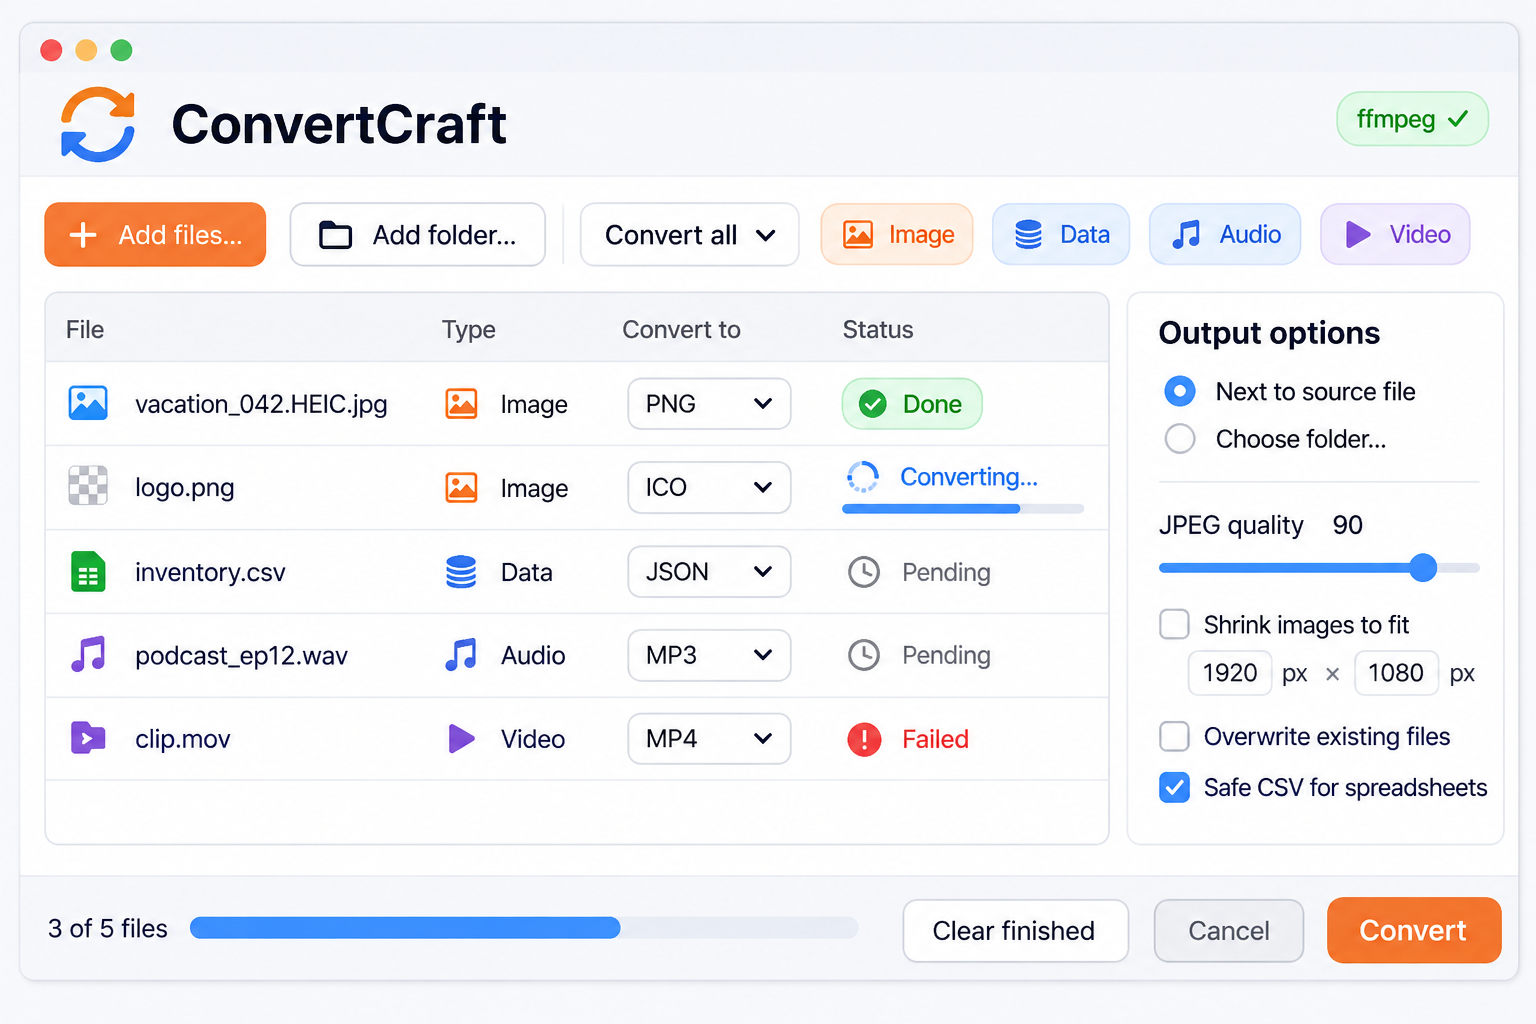 ConvertCraft
ffmpeg
Add files...
Add folder...
Convert all
Image
Data
Audio
Video
File Type Convert to Status
vacation_042.HEIC.jpg Image PNG Done
logo.png Image ICO Converting...
inventory.csv Data JSON Pending
podcast_ep12.wav Audio MP3 Pending
clip.mov Video MP4 Failed
Output options
Next to source file
Choose folder...
JPEG quality 90
Shrink images to fit
1920 px × 1080 px
Overwrite existing files
Safe CSV for spreadsheets
3 of 5 files
Clear finished
Cancel
Convert